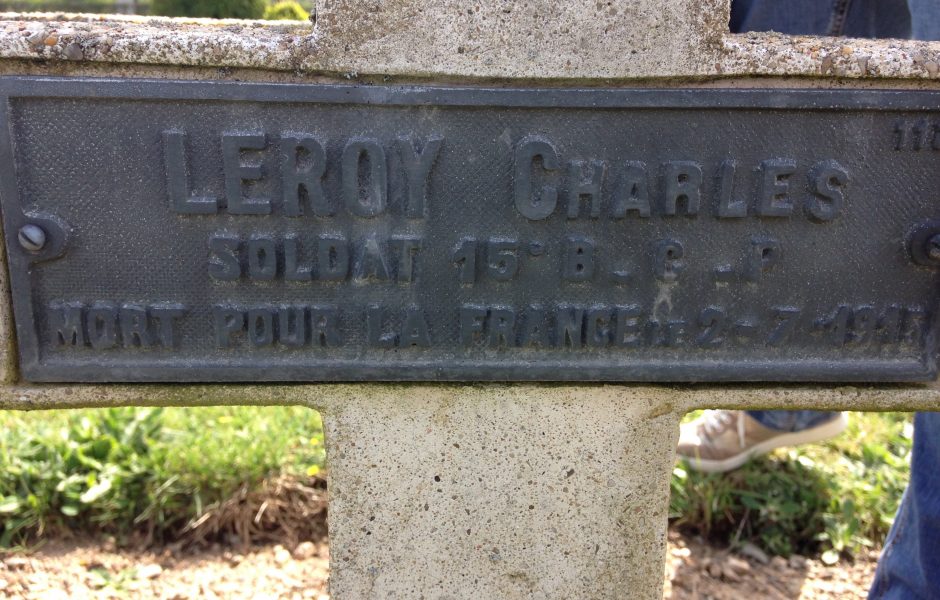 LEROY CHARLES
SOLDAT 15e B.C.P
MORT POUR LA FRANCE LE 2-7-1915